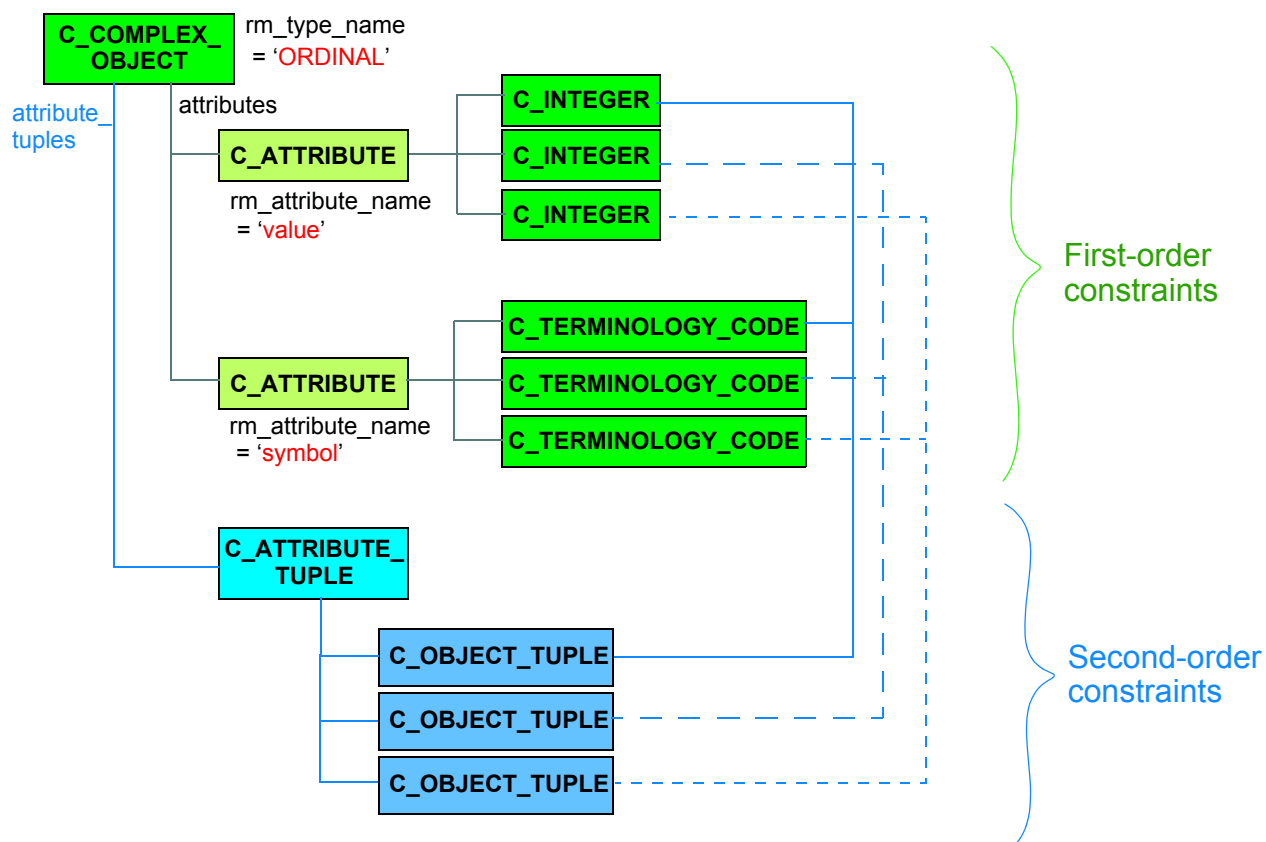 C_COMPLEX_
OBJECT
rm_type_name
= ‘ORDINAL’
attribute_
tuples
attributes
C_ATTRIBUTE
rm_attribute_name
= ‘value’
C_INTEGER
C_INTEGER
C_INTEGER
C_ATTRIBUTE
rm_attribute_name
= ‘symbol’
C_TERMINOLOGY_CODE
C_TERMINOLOGY_CODE
C_TERMINOLOGY_CODE
First-order
constraints
C_ATTRIBUTE_
TUPLE
C_OBJECT_TUPLE
C_OBJECT_TUPLE
C_OBJECT_TUPLE
Second-order
constraints